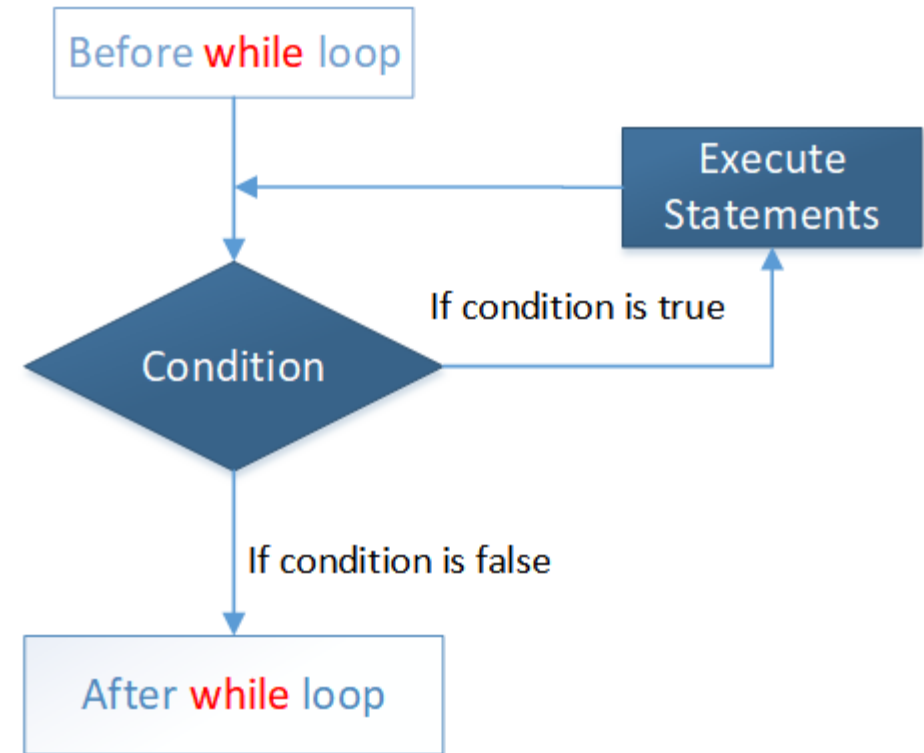 Before while loop
Execute
Statements
If condition is true
Condition
If condition is false
After while loop